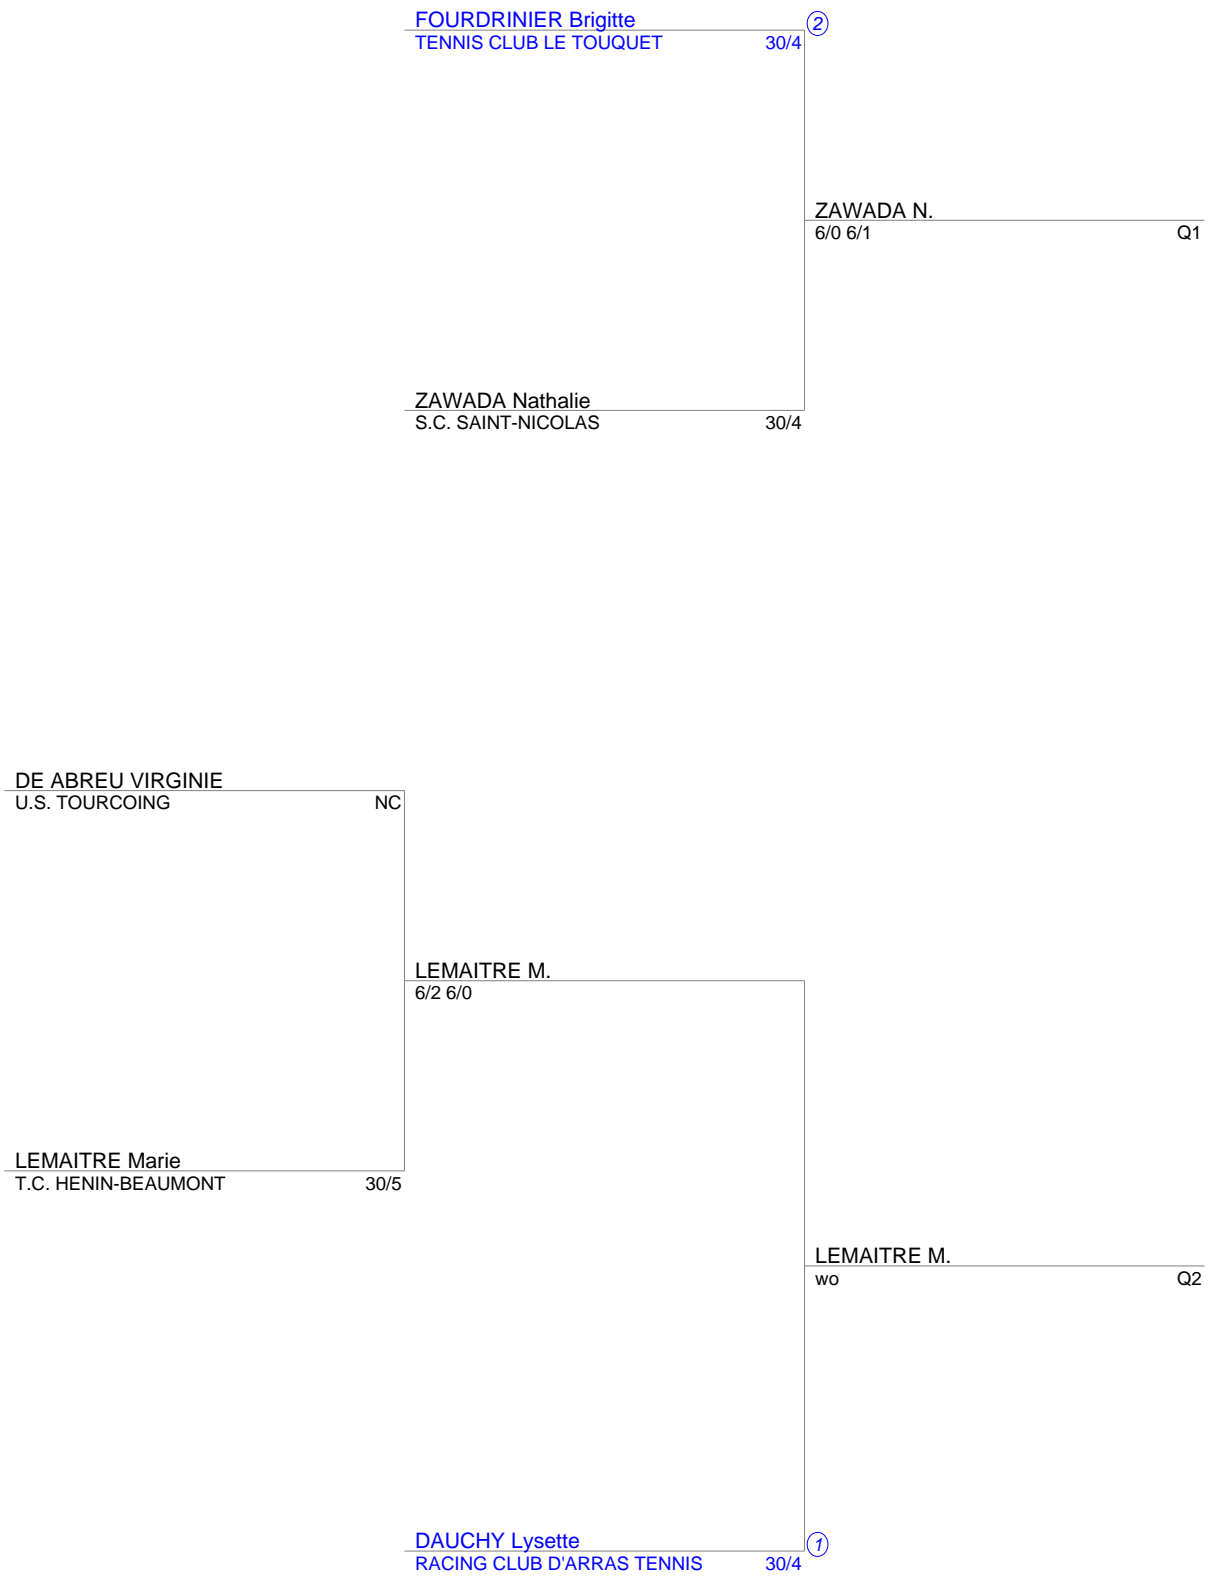 FOURDRINIER Brigitte 2
TENNIS CLUB LE TOUQUET 30/4
ZAWADA N.
6/0 6/1 Q1
ZAWADA Nathalie
S.C. SAINT-NICOLAS 30/4
DE ABREU VIRGINIE
U.S. TOURCOING NC
LEMAITRE M.
6/2 6/0
LEMAITRE Marie
T.C. HENIN-BEAUMONT 30/5
LEMAITRE M.
wo Q2
DAUCHY Lysette 1
RACING CLUB D'ARRAS TENNIS 30/4